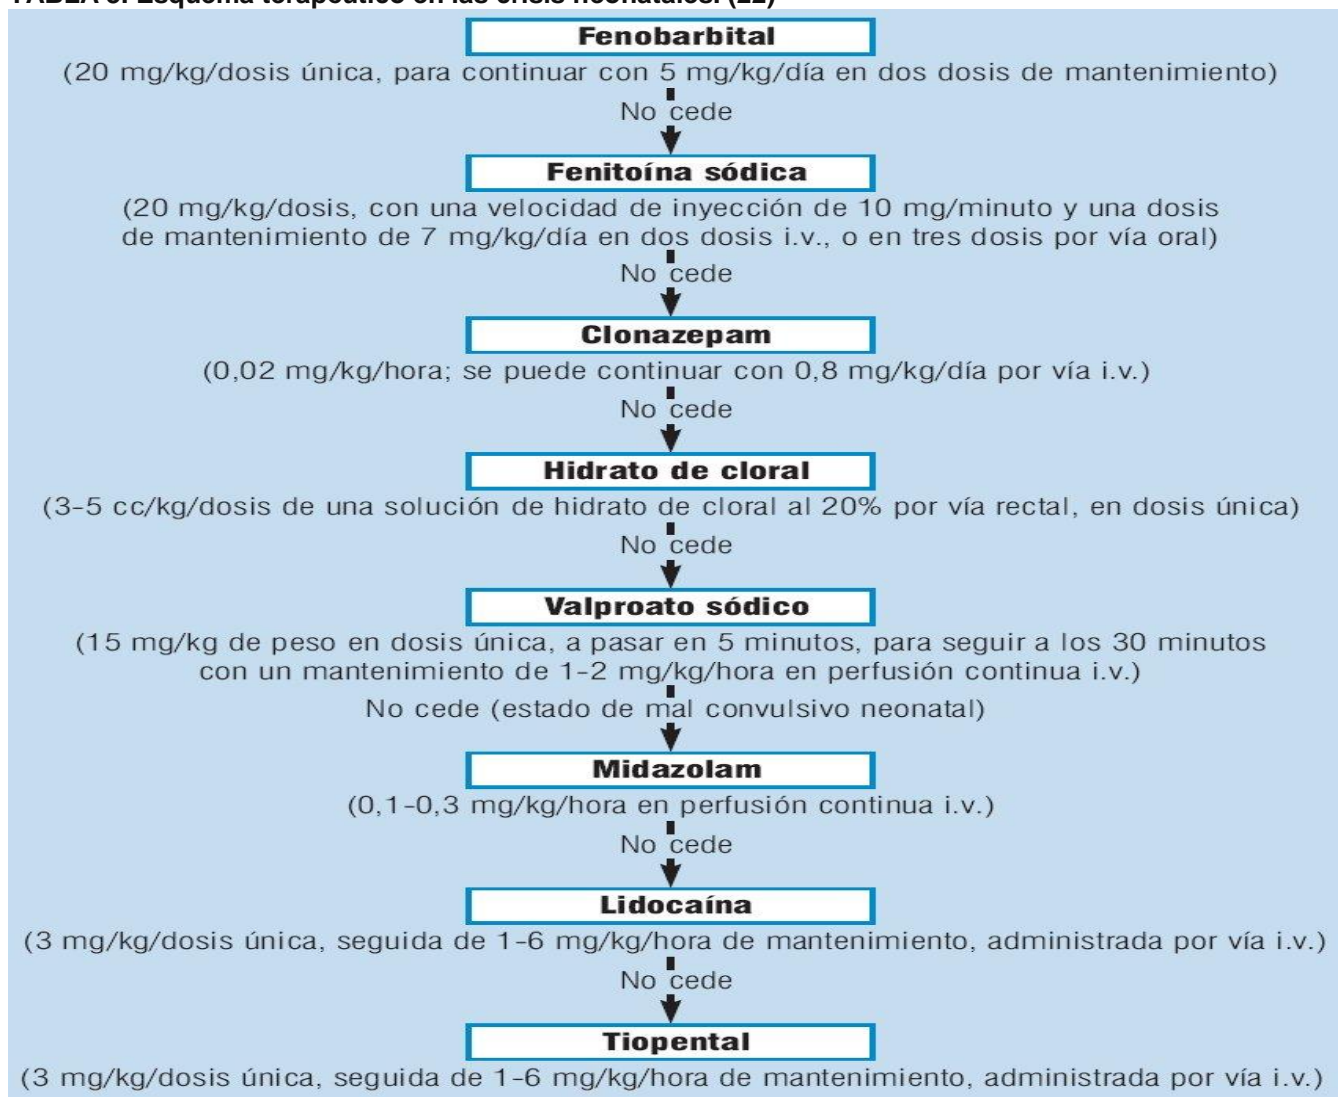 Fenobarbital
(20 mg/kg/dosis única, para continuar con 5 mg/kg/día en dos dosis de mantenimiento)
No cede
Fenitoína sódica
(20 mg/kg/dosis, con una velocidad de inyección de 10 mg/minuto y una dosis
de mantenimiento de 7 mg/kg/día en dos dosis i.v., o en tres dosis por vía oral)
No cede
Clonazepam
(0,02 mg/kg/hora; se puede continuar con 0,8 mg/kg/día por vía i.v.)
No cede
Hidrato de cloral
(3-5 cc/kg/dosis de una solución de hidrato de cloral al 20% por vía rectal, en dosis única)
No cede
Valproato sódico
(15 mg/kg de peso en dosis única, a pasar en 5 minutos, para seguir a los 30 minutos
con un mantenimiento de 1-2 mg/kg/hora en perfusión continua i.v.)
No cede (estado de mal convulsivo neonatal)
Midazolam
(0,1-0,3 mg/kg/hora en perfusión continua i.v.)
No cede
Lidocaína
(3 mg/kg/dosis única, seguida de 1-6 mg/kg/hora de mantenimiento, administrada por vía i.v.)
No cede
Tiopental
(3 mg/kg/dosis única, seguida de 1-6 mg/kg/hora de mantenimiento, administrada por vía i.v.)